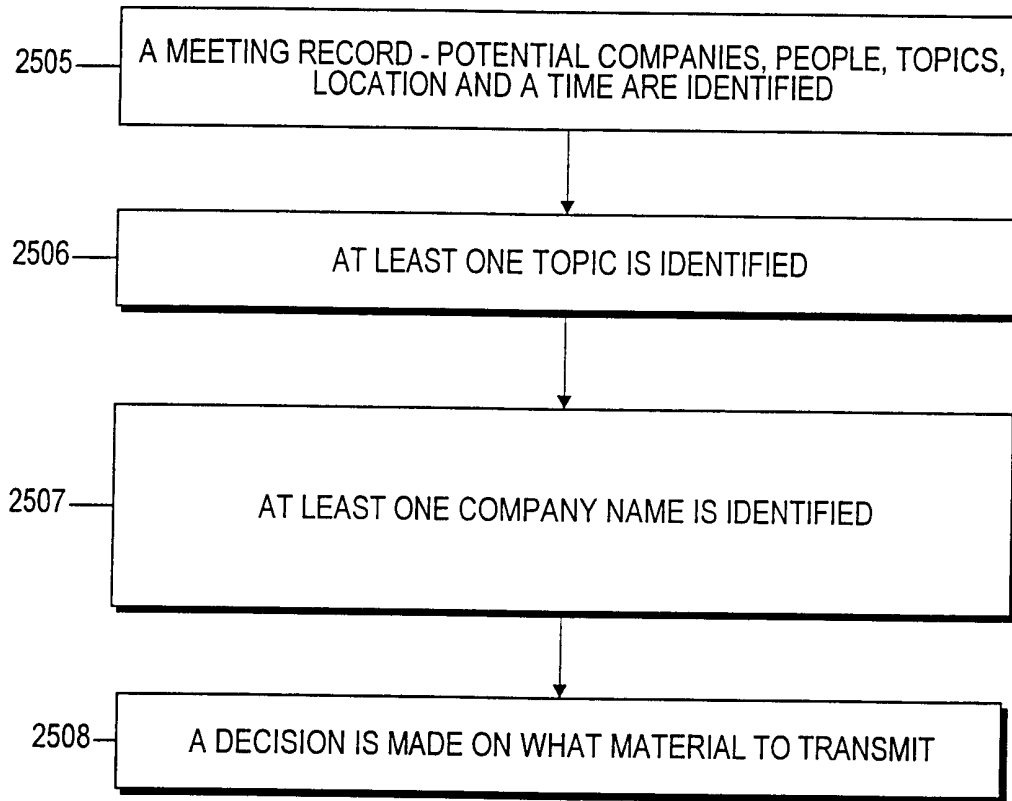 2505
A MEETING RECORD - POTENTIAL COMPANIES, PEOPLE, TOPICS,
LOCATION AND A TIME ARE IDENTIFIED
2506
AT LEAST ONE TOPIC IS IDENTIFIED
2507
AT LEAST ONE COMPANY NAME IS IDENTIFIED
2508
A DECISION IS MADE ON WHAT MATERIAL TO TRANSMIT